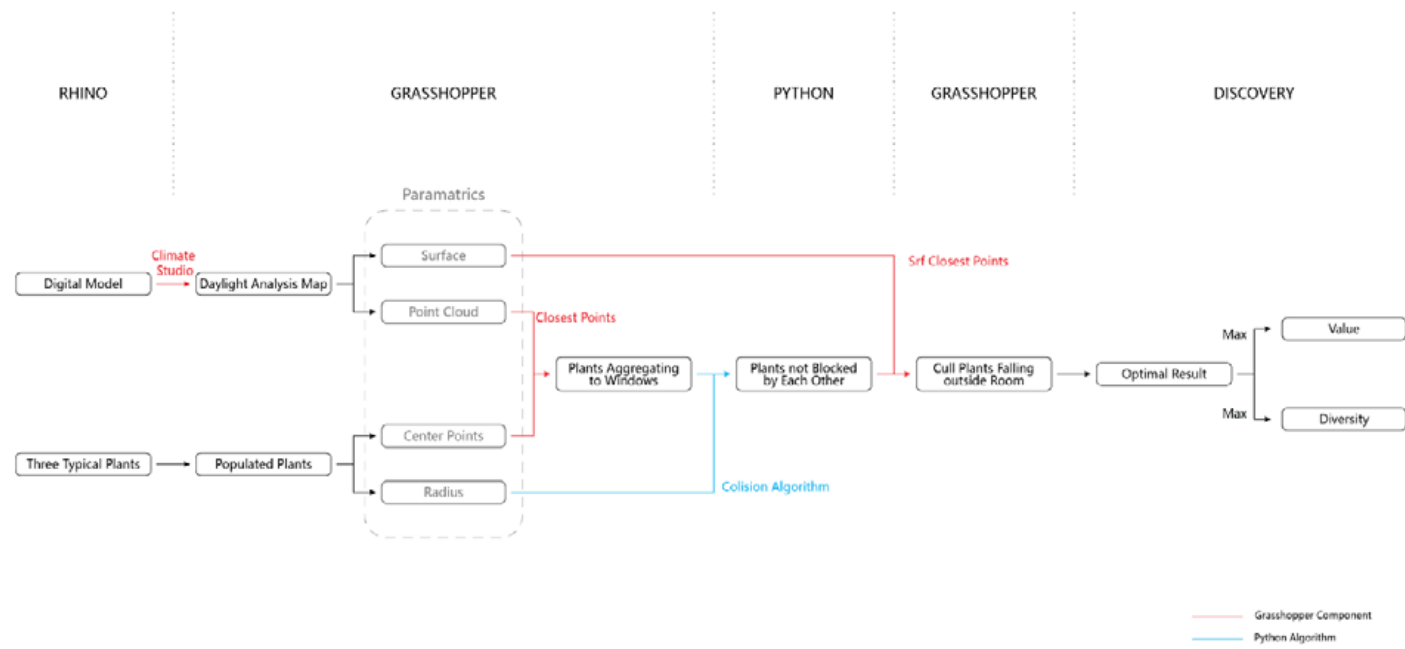 RHINO
GRASSHOPPER
PYTHON
GRASSHOPPER
DISCOVERY
Paramatrics
Climate
Studio
Digital Model
Daylight Analysis Map
Surface
Point Cloud
Srf Closest Points
Closest Points
Plants Aggregating
to Windows
Plants not Blocked
by Each Other
Cull Plants Falling
outside Room
Optimal Result
Max
Value
Max
Diversity
Three Typical Plants
Populated Plants
Center Points
Radius
Colision Algorithm
Grasshopper Component
Python Algorithm